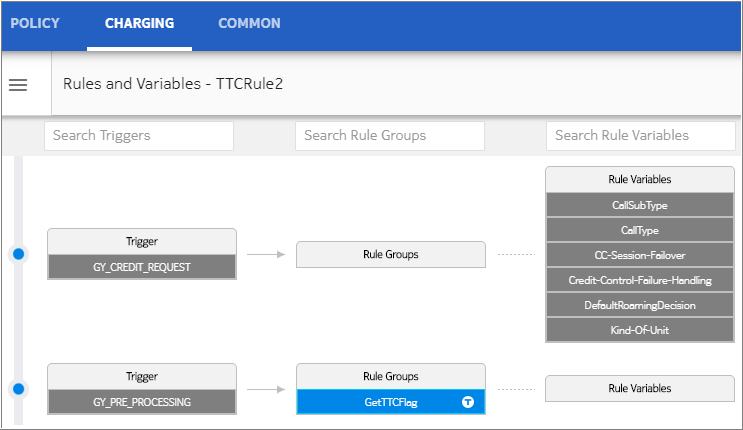 POLICY CHARGING COMMON
Rules and Variables - TTCRule2
Search Triggers Search Rule Groups Search Rule Variables
Rule Variables
CallSubType
CallType
Trigger
GY_CREDIT_REQUEST
Rule Groups
CC-Session-Failover
Credit-Control-Failure-Handling
DefaultRoamingDecision
Kind-Of-Unit
Trigger
GY_PRE_PROCESSING
Rule Groups
GetTTCFlag T
Rule Variables